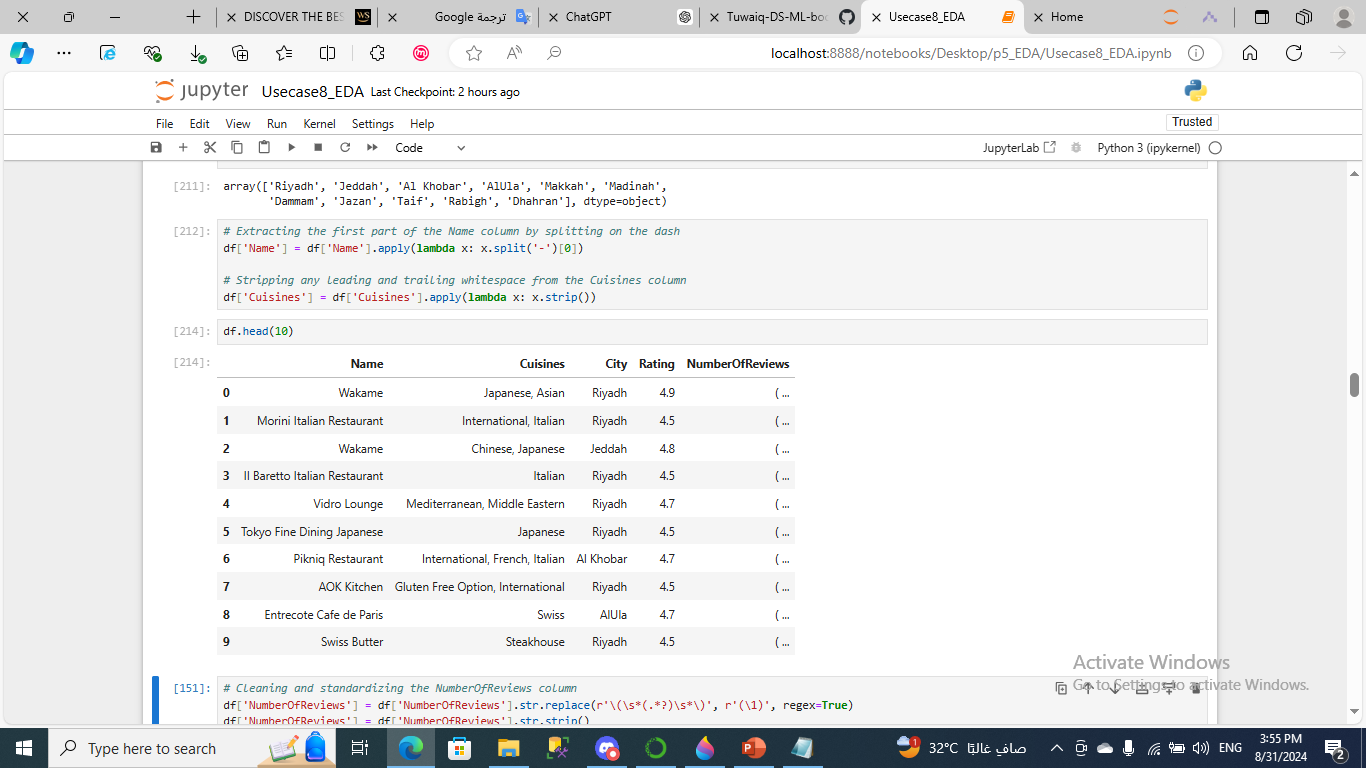 DISCOVER THE BES
ترجمة Google
ChatGPT
Tuwaiq-DS-ML-boo
Usecase8_EDA
Home
localhost:8888/notebooks/Desktop/p5_EDA/Usecase8_EDA.ipynb
jupyter Usecase8_EDA Last Checkpoint: 2 hours ago
File Edit View Run Kernel Settings Help
Trusted
Code
JupyterLab
Python 3 (ipykernel)
[211]: array(['Riyadh', 'Jeddah', 'Al Khobar', 'AlUla', 'Makkah', 'Madinah',
'Dammam', 'Jazan', 'Taif', 'Rabigh', 'Dhahran'], dtype=object)
[212]: # Extracting the first part of the Name column by splitting on the dash
df['Name'] = df['Name'].apply(lambda x: x.split('-')[0])
# Stripping any leading and trailing whitespace from the Cuisines column
df['Cuisines'] = df['Cuisines'].apply(lambda x: x.strip())
[214]: df.head(10)
[214]: Name Cuisines City Rating NumberOfReviews
0 Wakame Japanese, Asian Riyadh 4.9 ( ...
1 Morini Italian Restaurant International, Italian Riyadh 4.5 ( ...
2 Wakame Chinese, Japanese Jeddah 4.8 ( ...
3 Il Baretto Italian Restaurant Italian Riyadh 4.5 ( ...
4 Vidro Lounge Mediterranean, Middle Eastern Riyadh 4.7 ( ...
5 Tokyo Fine Dining Japanese Japanese Riyadh 4.5 ( ...
6 Pikniq Restaurant International, French, Italian Al Khobar 4.7 ( ...
7 AOK Kitchen Gluten Free Option, International Riyadh 4.5 ( ...
8 Entrecote Cafe de Paris Swiss AlUla 4.7 ( ...
9 Swiss Butter Steakhouse Riyadh 4.5 ( ...
Activate Windows
Go to Settings to activate Windows.
[151]: # Cleaning and standardizing the NumberOfReviews column
df['NumberOfReviews'] = df['NumberOfReviews'].str.replace(r'\(\s*(.*?)\s*\)', r'(\1)', regex=True)
df['NumberOfReviews'] = df['NumberOfReviews'].str.strip()
Type here to search
32°C صافٍ غالبًا
ENG
3:55 PM
8/31/2024
2